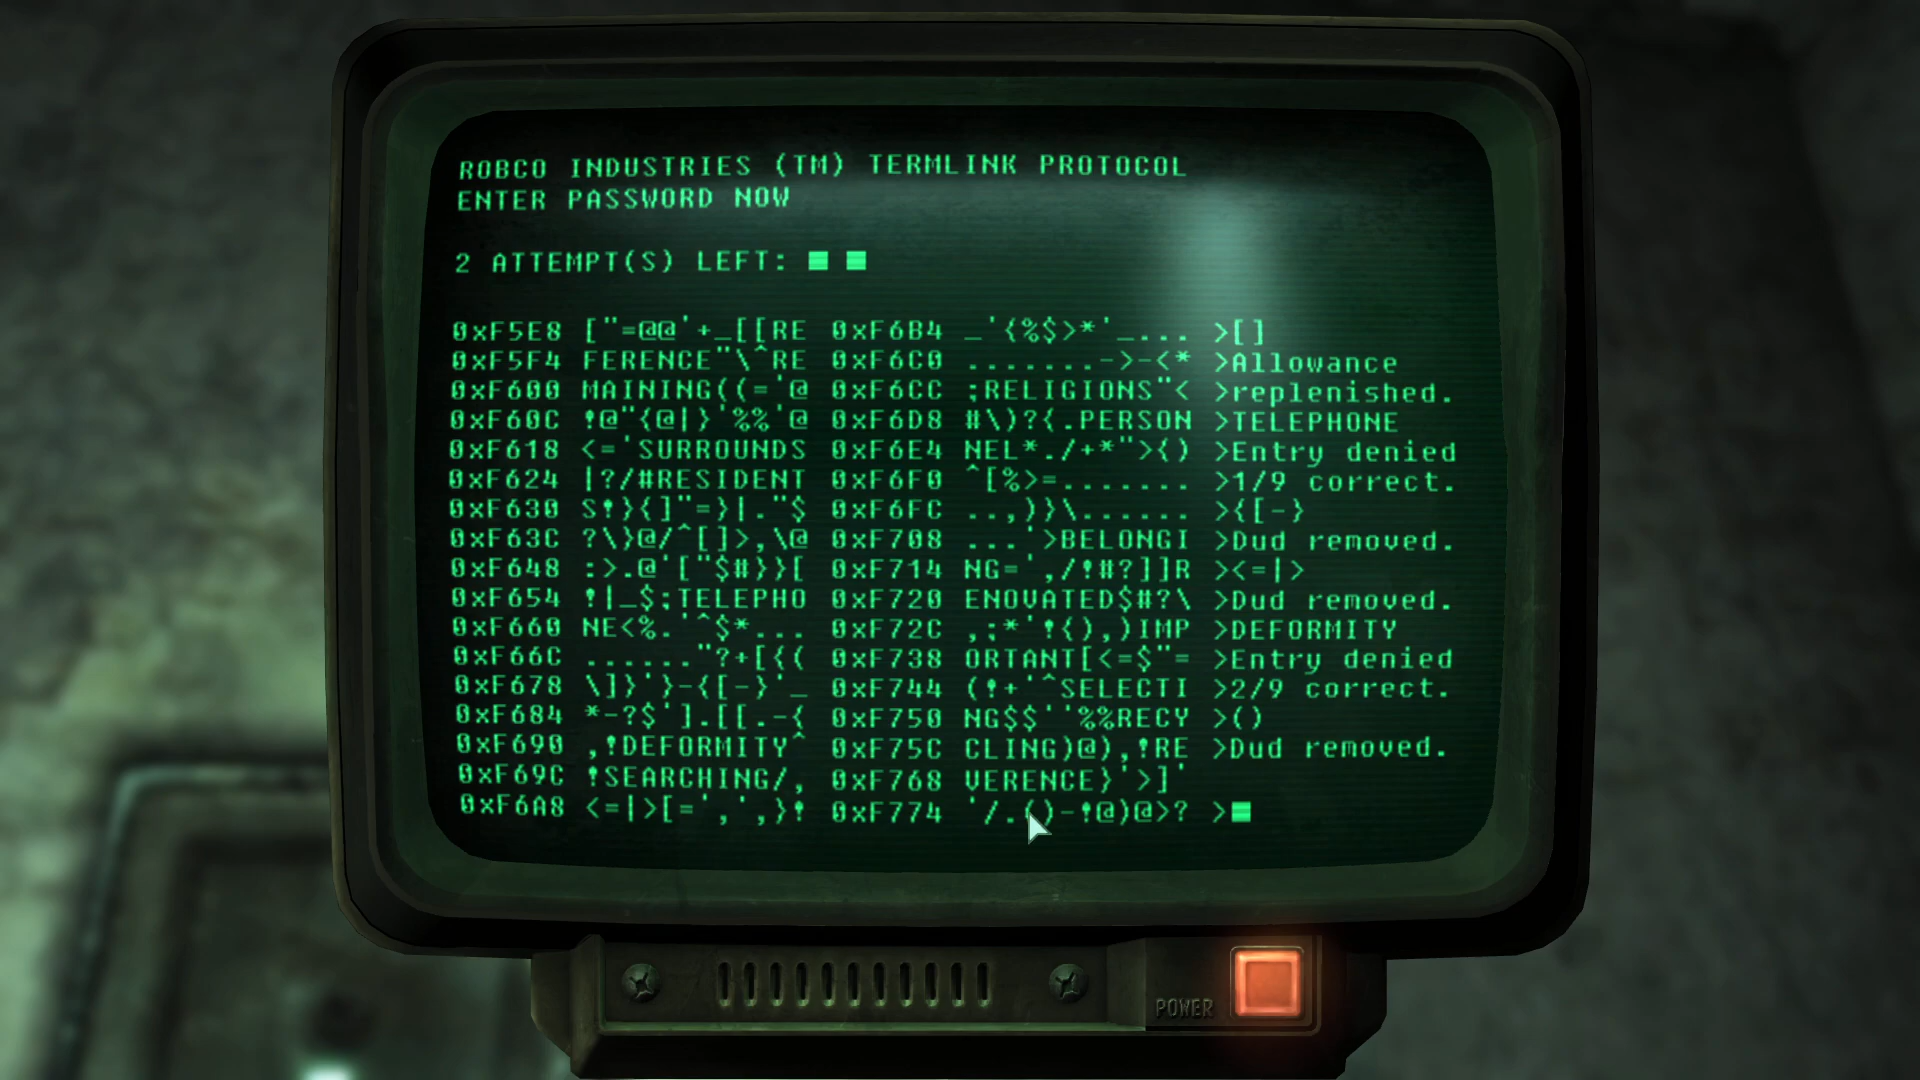 ROBCO INDUSTRIES (TM) TERMLINK PROTOCOL
ENTER PASSWORD NOW
2 ATTEMPT(S) LEFT: ■ ■
0xF5E8 ["=@@'+_[[RE 0xF6B4 _'{%$>*'_... >[]
0xF5F4 FERENCE"\^RE 0xF6C0 .......->-<* >Allowance
0xF600 MAINING((='@ 0xF6CC ;RELIGIONS"< >replenished.
0xF60C !@"{@|}'%%'@ 0xF6D8 #\)?{.PERSON >TELEPHONE
0xF618 <='SURROUNDS 0xF6E4 NEL*./+*">{) >Entry denied
0xF624 |?/#RESIDENT 0xF6F0 ^[%>=....... >1/9 correct.
0xF630 S!}{]"=}|."$ 0xF6FC ..,)}\...... >{[-}
0xF63C ?\}@/^[]>,\@ 0xF708 ...'>BELONGI >Dud removed.
0xF648 :>.@'["$#}}[ 0xF714 NG=',/!#?]]R ><=|>
0xF654 !|_$;TELEPHO 0xF720 ENOVATED$#?\ >Dud removed.
0xF660 NE<%.'^$*... 0xF72C ,;*'!{),)IMP >DEFORMITY
0xF66C ......"?+[{( 0xF738 ORTANT[<=$"= >Entry denied
0xF678 \]}'}-{[-}'_ 0xF744 (!+'^SELECTI >2/9 correct.
0xF684 *-?$'].[[.-{ 0xF750 NG$$''%%RECY >()
0xF690 ,!DEFORMITY^ 0xF75C CLING)@),!RE >Dud removed.
0xF69C !SEARCHING/, 0xF768 VERENCE}'>]'
0xF6A8 <=|>[=',',}! 0xF774 '/.()-!@)@>? >■
POWER